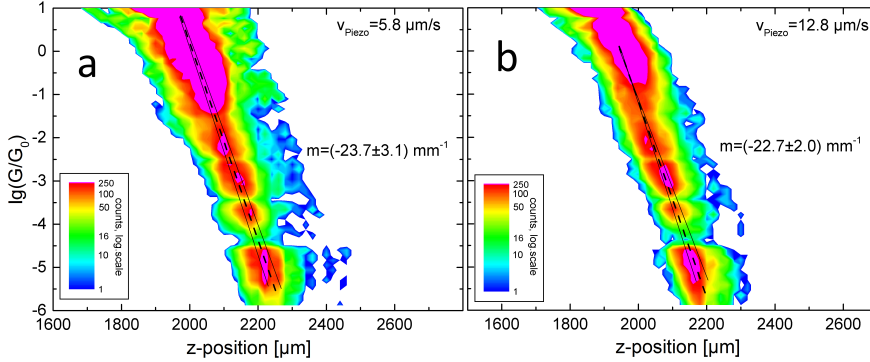 a
v_Piezo=5.8 µm/s
m=(-23.7±3.1) mm⁻¹
lg(G/G₀)
1
0
-1
-2
-3
-4
-5
-6
250
100
50
16
10
1
counts, log scale
1600 1800 2000 2200 2400 2600
z-position [µm]
b
v_Piezo=12.8 µm/s
m=(-22.7±2.0) mm⁻¹
250
100
50
16
10
1
counts, log scale
1600 1800 2000 2200 2400 2600
z-position [µm]